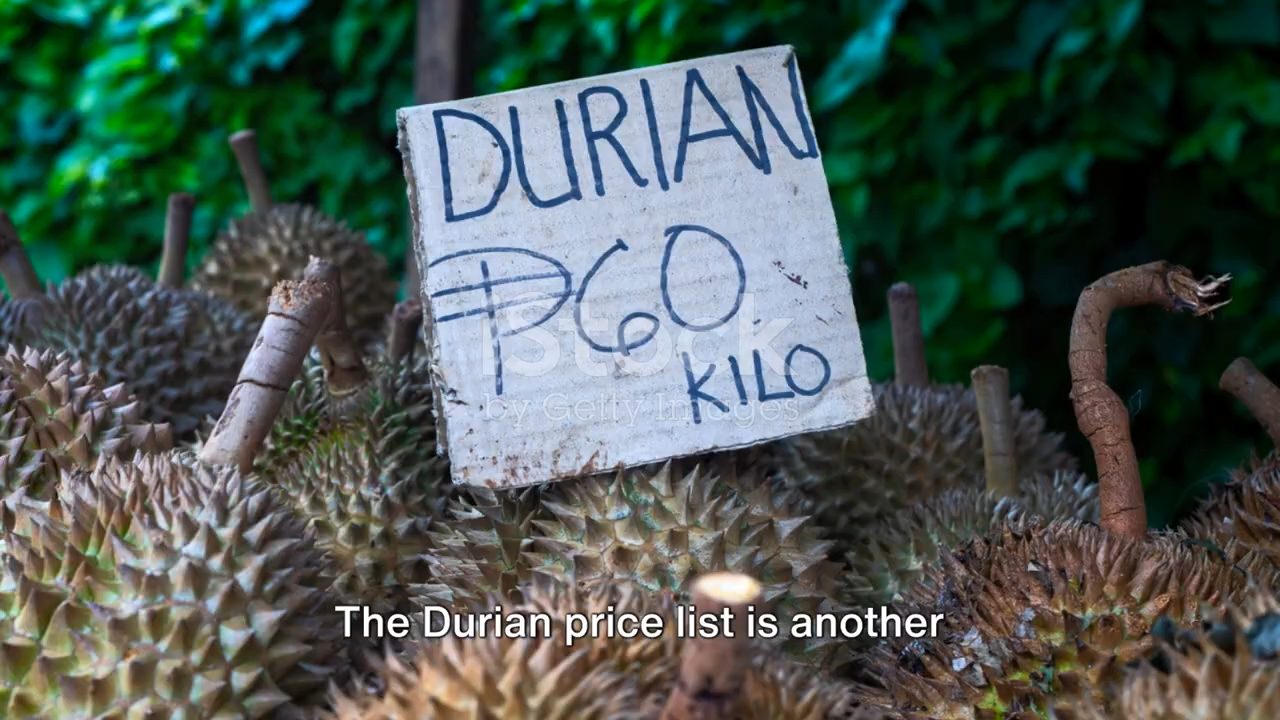 DURIAN
₱60
KILO
iStock
by Getty Images
The Durian price list is another